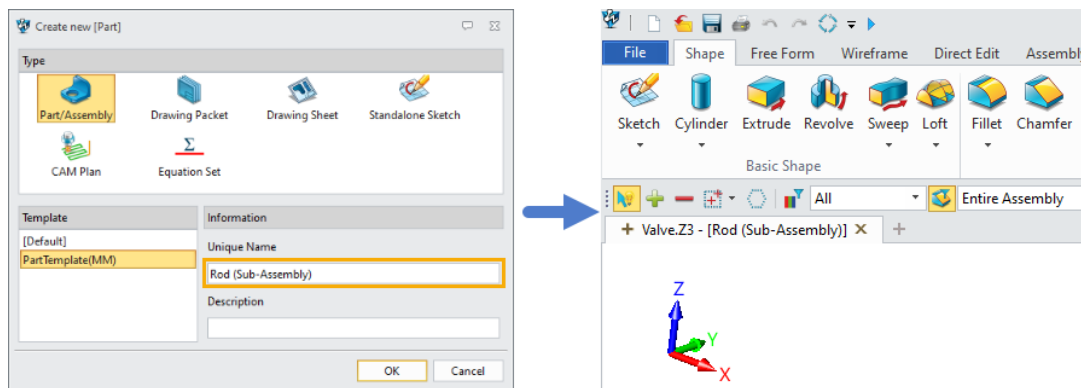 Create new [Part]
Type
Part/Assembly
Drawing Packet
Drawing Sheet
Standalone Sketch
CAM Plan
Equation Set
Template
[Default]
PartTemplate(MM)
Information
Unique Name
Rod (Sub-Assembly)
Description
OK
Cancel
File
Shape
Free Form
Wireframe
Direct Edit
Assembly
Sketch
Cylinder
Extrude
Revolve
Sweep
Loft
Fillet
Chamfer
Basic Shape
All
Entire Assembly
Valve.Z3 - [Rod (Sub-Assembly)]
Z
Y
X